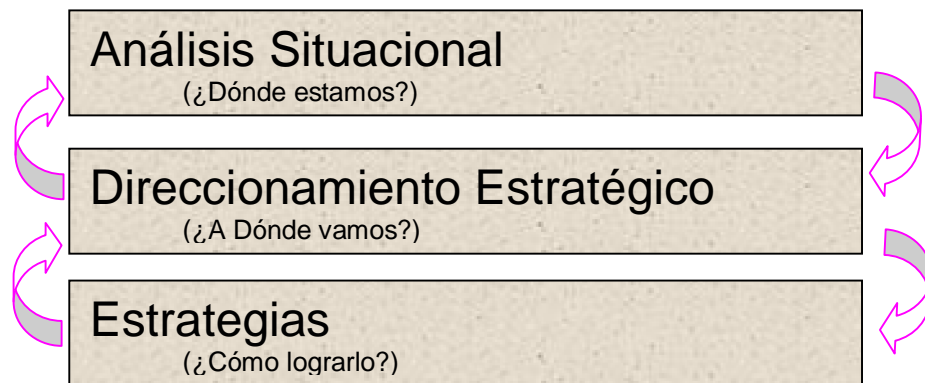 Análisis Situacional
(¿Dónde estamos?)
Direccionamiento Estratégico
(¿A Dónde vamos?)
Estrategias
(¿Cómo lograrlo?)